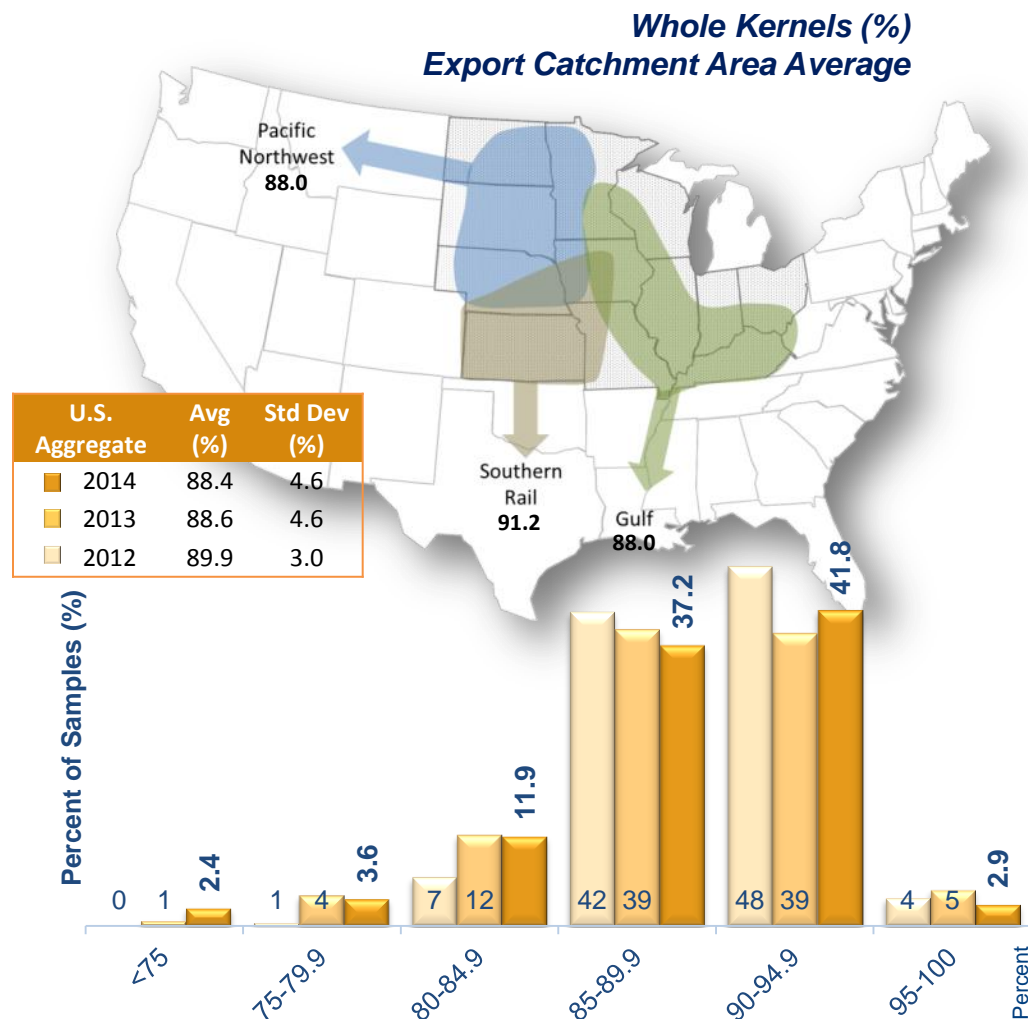 Whole Kernels (%)
Export Catchment Area Average
Pacific
Northwest
88.0
Southern
Rail
91.2
Gulf
88.0
U.S. Aggregate Avg (%) Std Dev (%)
2014 88.4 4.6
2013 88.6 4.6
2012 89.9 3.0
Percent of Samples (%)
0 1 2.4
1 4 3.6
7 12 11.9
42 39 37.2
48 39 41.8
4 5 2.9
<75
75-79.9
80-84.9
85-89.9
90-94.9
95-100
Percent